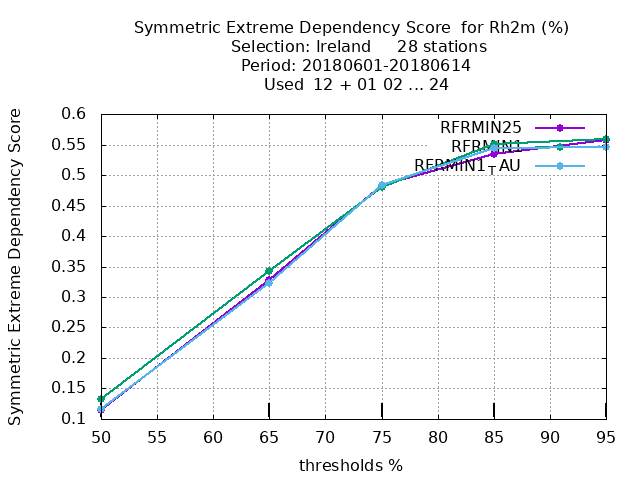 Symmetric Extreme Dependency Score for Rh2m (%)
Selection: Ireland 28 stations
Period: 20180601-20180614
Used 12 + 01 02 ... 24
Symmetric Extreme Dependency Score
0.6
0.55
0.5
0.45
0.4
0.35
0.3
0.25
0.2
0.15
0.1
RFRMIN25
RFRMIN1
RFRMIN1TAU
50 55 60 65 70 75 80 85 90 95
thresholds %